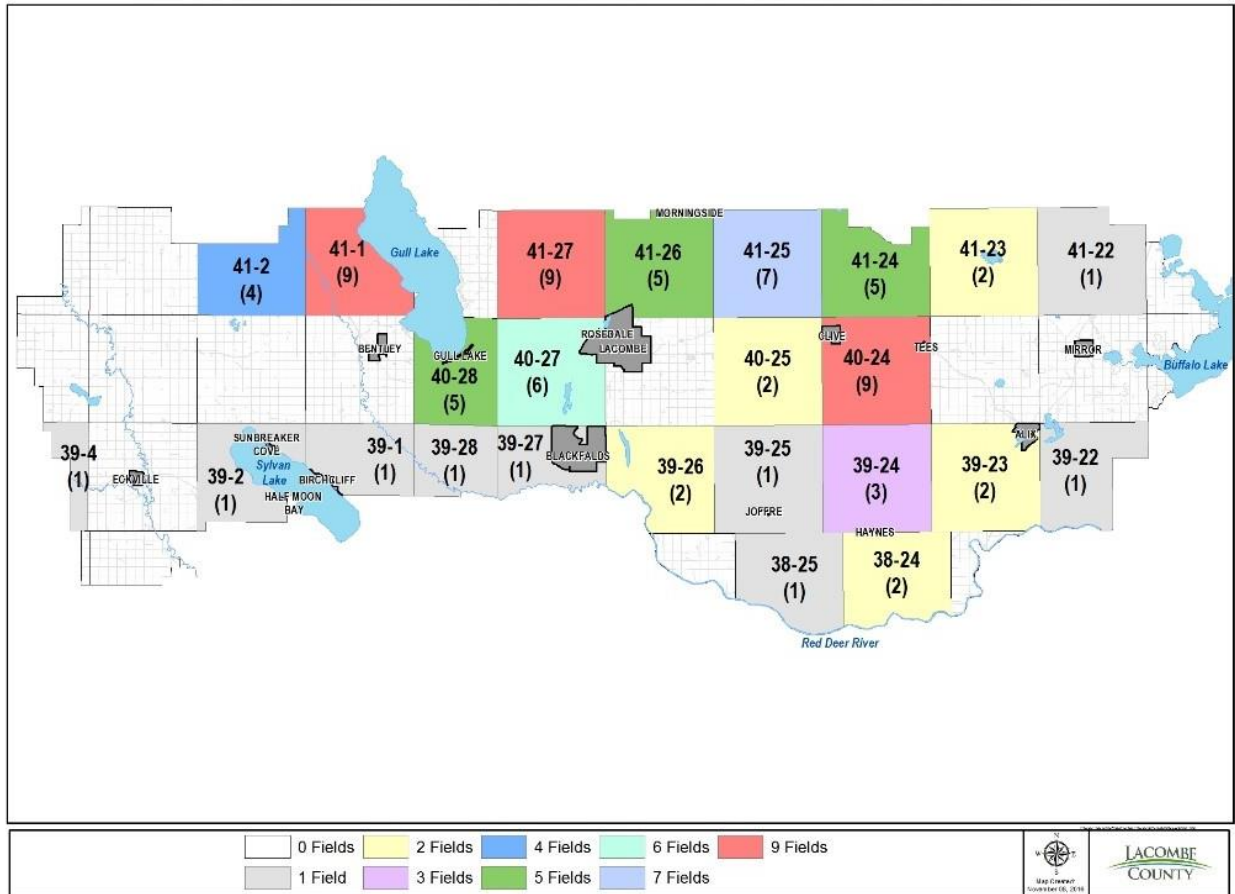 MORNINGSIDE
41-2
(4)
41-1
(9)
Gull Lake
41-27
(9)
41-26
(5)
41-25
(7)
41-24
(5)
41-23
(2)
41-22
(1)
BENTLEY
GULL LAKE
40-28
(5)
40-27
(6)
ROSEDALE
LACOMBE
40-25
(2)
CLIVE
40-24
(9)
TEES
MIRROR
Buffalo Lake
39-4
(1)
ECKVILLE
39-2
(1)
SUNBREAKER
COVE
Sylvan
Lake
BIRCHCLIFF
HALF MOON
BAY
39-1
(1)
39-28
(1)
39-27
(1)
BLACKFALDS
39-26
(2)
39-25
(1)
JOFFRE
39-24
(3)
HAYNES
39-23
(2)
ALIX
39-22
(1)
38-25
(1)
38-24
(2)
Red Deer River
0 Fields
2 Fields
4 Fields
6 Fields
9 Fields
1 Field
3 Fields
5 Fields
7 Fields
N
W
E
S
Map Created:
November 08, 2016
LACOMBE
COUNTY